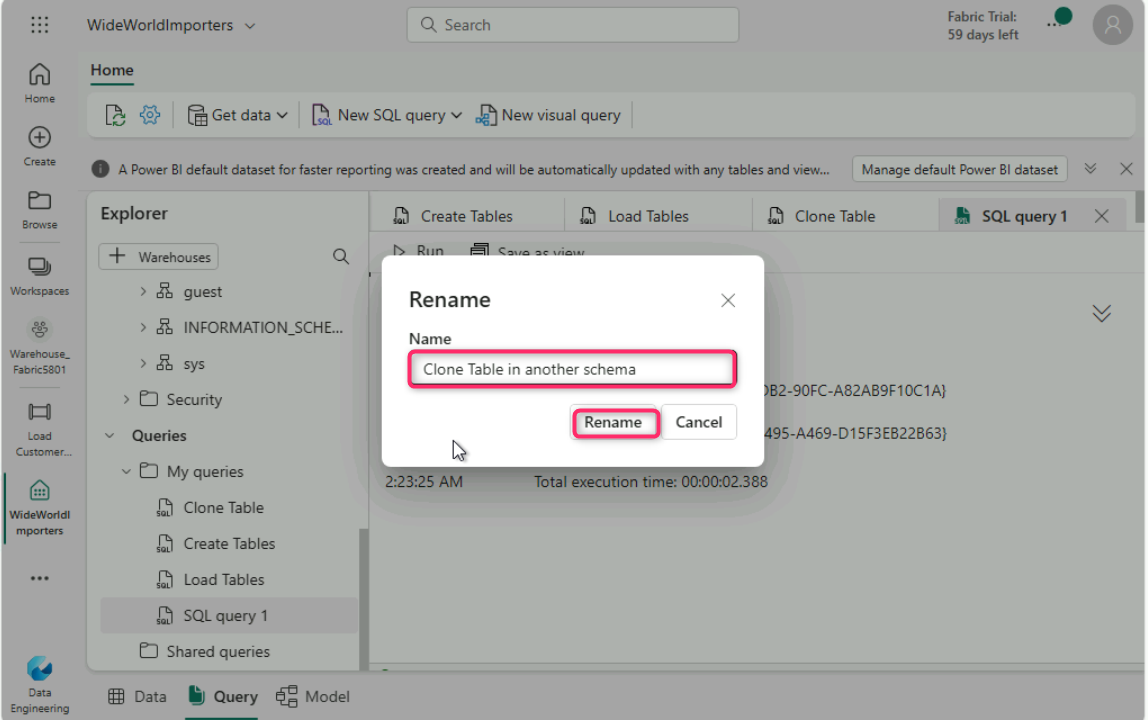 WideWorldImporters
Search
Fabric Trial:
59 days left
Home
Create
Browse
Workspaces
Warehouse_
Fabric5801
Load
Customer...
WideWorldI
mporters
Data
Engineering
Home
Get data
New SQL query
New visual query
A Power BI default dataset for faster reporting was created and will be automatically updated with any tables and view...
Manage default Power BI dataset
Explorer
+ Warehouses
guest
INFORMATION_SCHE...
sys
Security
Queries
My queries
Clone Table
Create Tables
Load Tables
SQL query 1
Shared queries
Create Tables
Load Tables
Clone Table
SQL query 1
Run
Save as view
Rename
Name
Clone Table in another schema
Rename
Cancel
DB2-90FC-A82AB9F10C1A}
495-A469-D15F3EB22B63}
2:23:25 AM
Total execution time: 00:00:02.388
Data
Query
Model